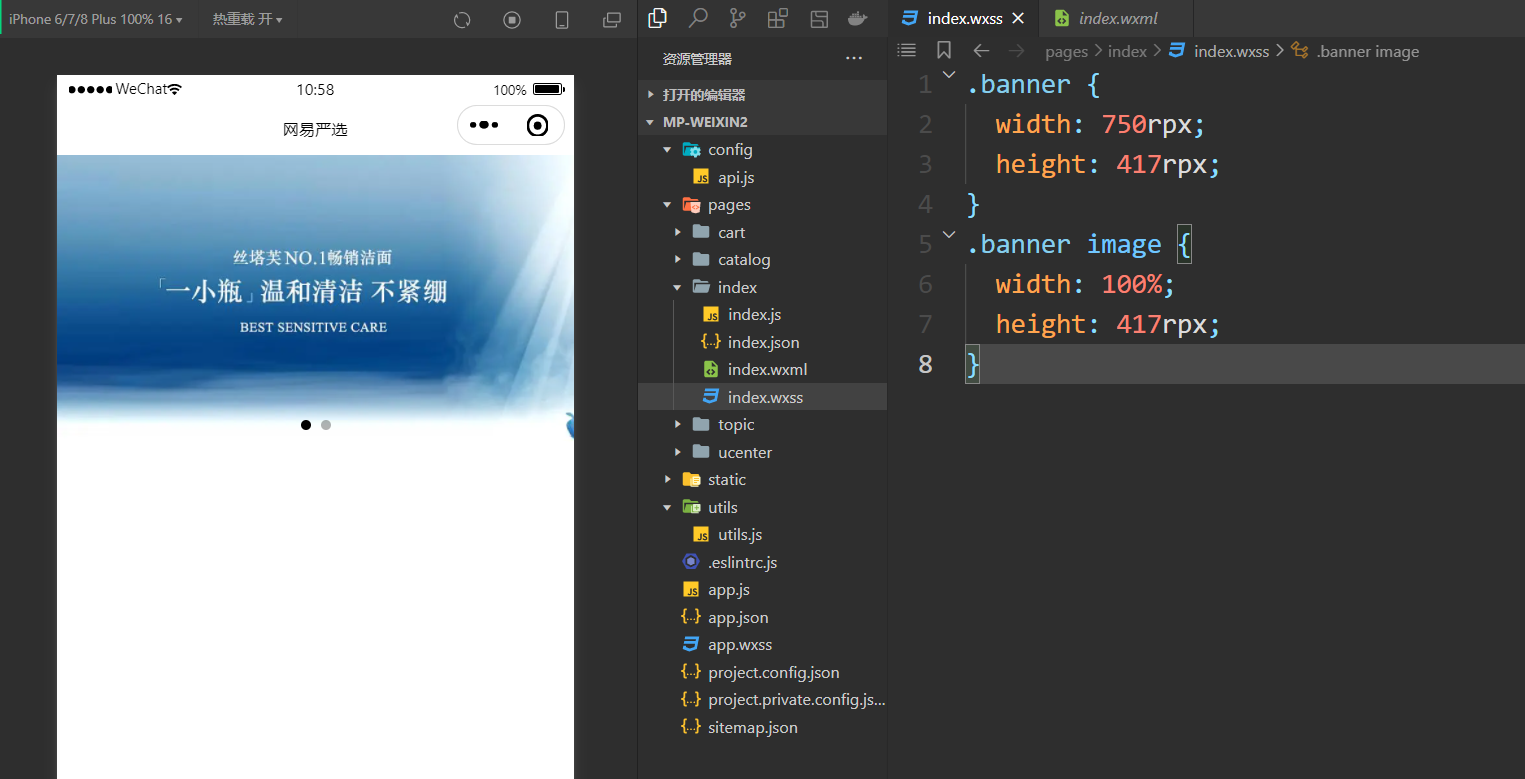 iPhone 6/7/8 Plus 100% 16
热重载 开
WeChat
10:58
100%
网易严选
丝塔芙NO.1畅销洁面
「一小瓶」温和清洁 不紧绷
BEST SENSITIVE CARE
资源管理器
打开的编辑器
MP-WEIXIN2
config
api.js
pages
cart
catalog
index
index.js
index.json
index.wxml
index.wxss
topic
ucenter
static
utils
utils.js
.eslintrc.js
app.js
app.json
app.wxss
project.config.json
project.private.config.js...
sitemap.json
index.wxss
index.wxml
pages > index > index.wxss > .banner image
1 .banner {
2 width: 750rpx;
3 height: 417rpx;
4 }
5 .banner image {
6 width: 100%;
7 height: 417rpx;
8 }